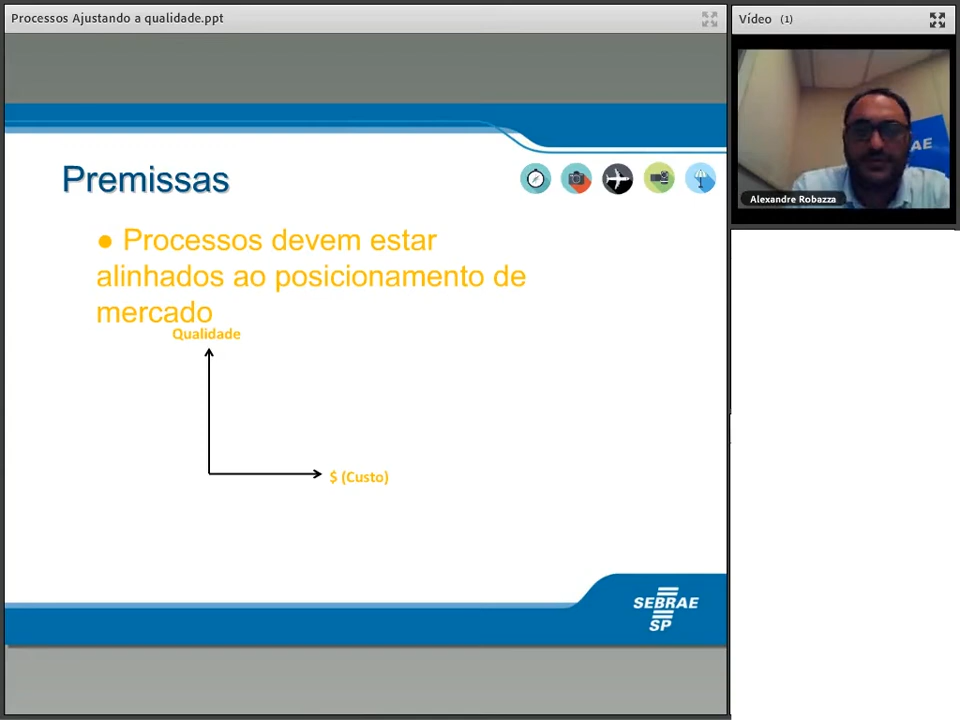 Processos Ajustando a qualidade.ppt
Vídeo (1)
AE
Alexandre Robazza
Premissas
● Processos devem estar
alinhados ao posicionamento de
mercado
Qualidade
$ (Custo)
SEBRAE
SP